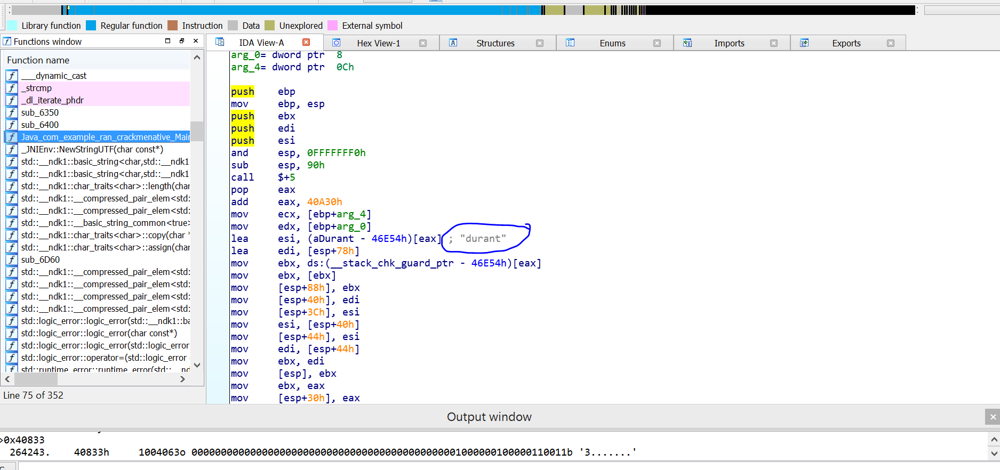 Library function Regular function Instruction Data Unexplored External symbol
Functions window
IDA View-A Hex View-1 Structures Enums Imports Exports
Function name
___dynamic_cast
_strcmp
_dl_iterate_phdr
sub_6350
sub_6400
Java_com_example_ran_crackmenative_Mai
_JNIEnv::NewStringUTF(char const*)
std::__ndk1::basic_string<char,std::__ndk1
std::__ndk1::basic_string<char,std::__ndk1
std::__ndk1::char_traits<char>::length(char
std::__ndk1::__compressed_pair_elem<std:
std::__ndk1::__compressed_pair_elem<std:
std::__ndk1::__basic_string_common<true>
std::__ndk1::char_traits<char>::copy(char *
std::__ndk1::char_traits<char>::assign(char
sub_6D60
std::__ndk1::__compressed_pair_elem<std:
std::__ndk1::__compressed_pair_elem<std:
std::__ndk1::__compressed_pair_elem<std:
std::__ndk1::__compressed_pair_elem<std:
std::logic_error::logic_error(std::__ndk1::ba
std::logic_error::logic_error(char const*)
std::logic_error::logic_error(std::logic_error
std::logic_error::operator=(std::logic_error
std::runtime_error::runtime_error(std::__nd
Line 75 of 352
arg_0= dword ptr 8
arg_4= dword ptr 0Ch
push ebp
mov ebp, esp
push ebx
push edi
push esi
and esp, 0FFFFFFF0h
sub esp, 90h
call $+5
pop eax
add eax, 40A30h
mov ecx, [ebp+arg_4]
mov edx, [ebp+arg_0]
lea esi, (aDurant - 46E54h)[eax] ; "durant"
lea edi, [esp+78h]
mov ebx, ds:(__stack_chk_guard_ptr - 46E54h)[eax]
mov ebx, [ebx]
mov [esp+88h], ebx
mov [esp+40h], edi
mov [esp+3Ch], esi
mov esi, [esp+40h]
mov [esp+44h], esi
mov edi, [esp+44h]
mov ebx, edi
mov [esp], ebx
mov ebx, eax
mov [esp+30h], eax
Output window
>0x40833
264243. 40833h 1004063o 0000000000000000000000000000000000000000000001000000100000110011b '3.......'